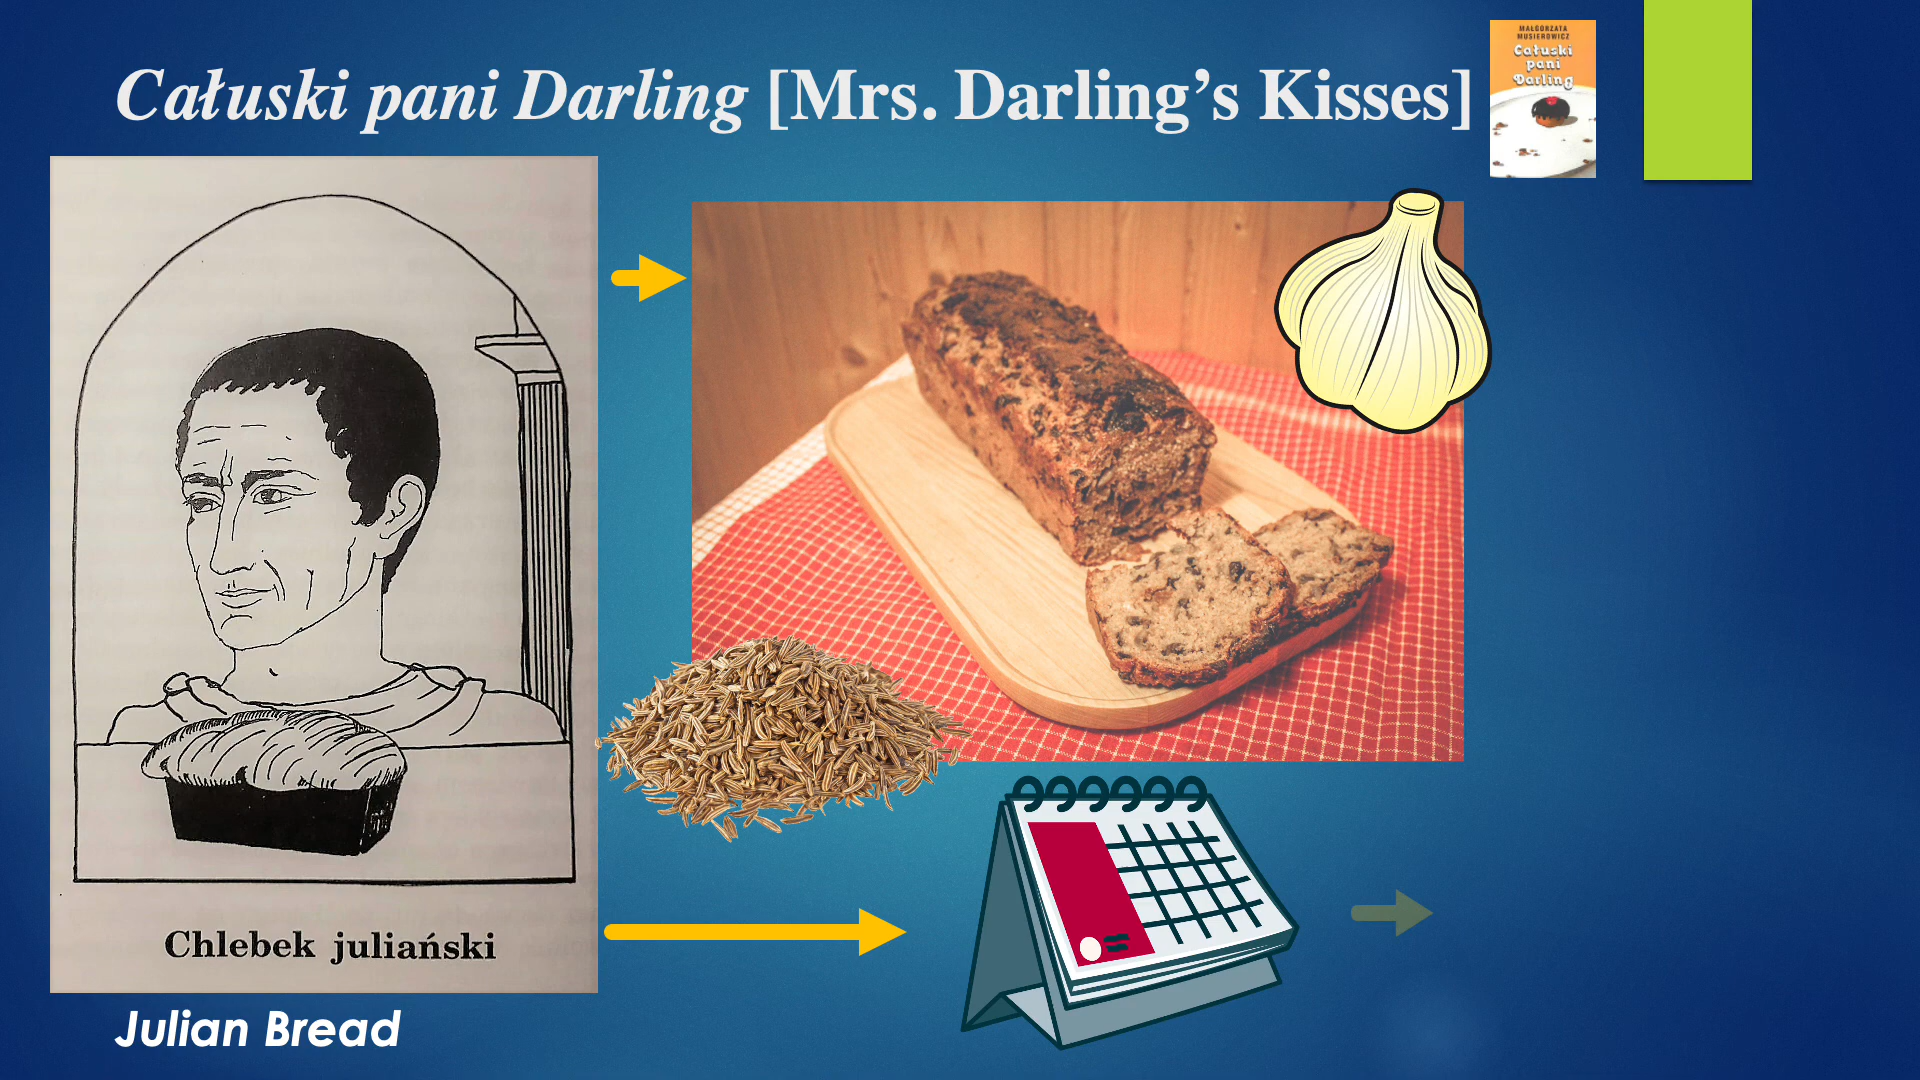 Całuski pani Darling [Mrs. Darling’s Kisses]
MAŁGORZATA
MUSIEROWICZ
Całuski
pani
Darling
Chlebek juliański
Julian Bread